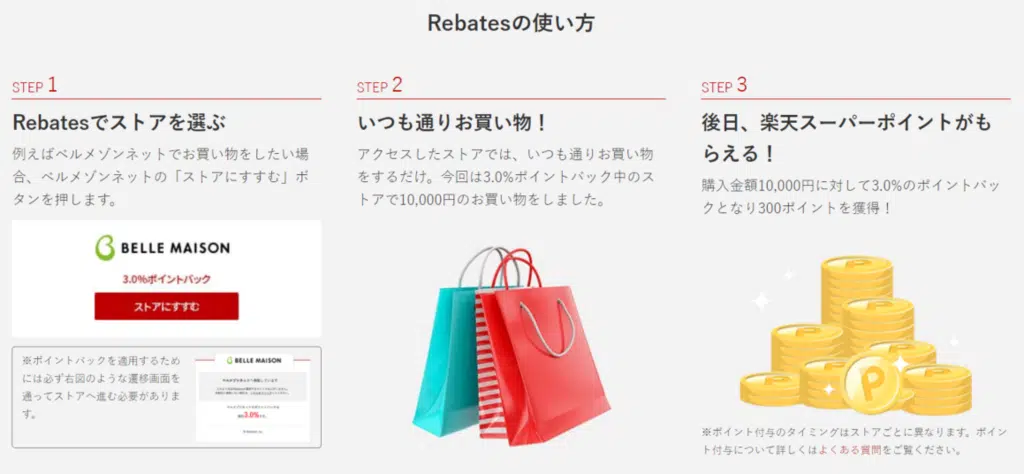 Rebatesの使い方
STEP 1
Rebatesでストアを選ぶ
例えばベルメゾンネットでお買い物をしたい場
合、ベルメゾンネットの「ストアにすすむ」ボ
タンを押します。
BELLE MAISON
3.0%ポイントバック
ストアにすすむ
※ポイントバックを適用するため
には必ず右図のような遷移画面を
通ってストアへ進む必要がありま
す。
BELLE MAISON
3.0%
STEP 2
いつも通りお買い物！
アクセスしたストアでは、いつも通りお買い物
をするだけ。今回は3.0%ポイントバック中のス
トアで10,000円のお買い物をしました。
STEP 3
後日、楽天スーパーポイントがも
らえる！
購入金額10,000円に対して3.0%のポイントバッ
クとなり300ポイントを獲得！
P
※ポイント付与のタイミングはストアごとに異なります。ポイン
ト付与について詳しくはよくある質問をご覧ください。